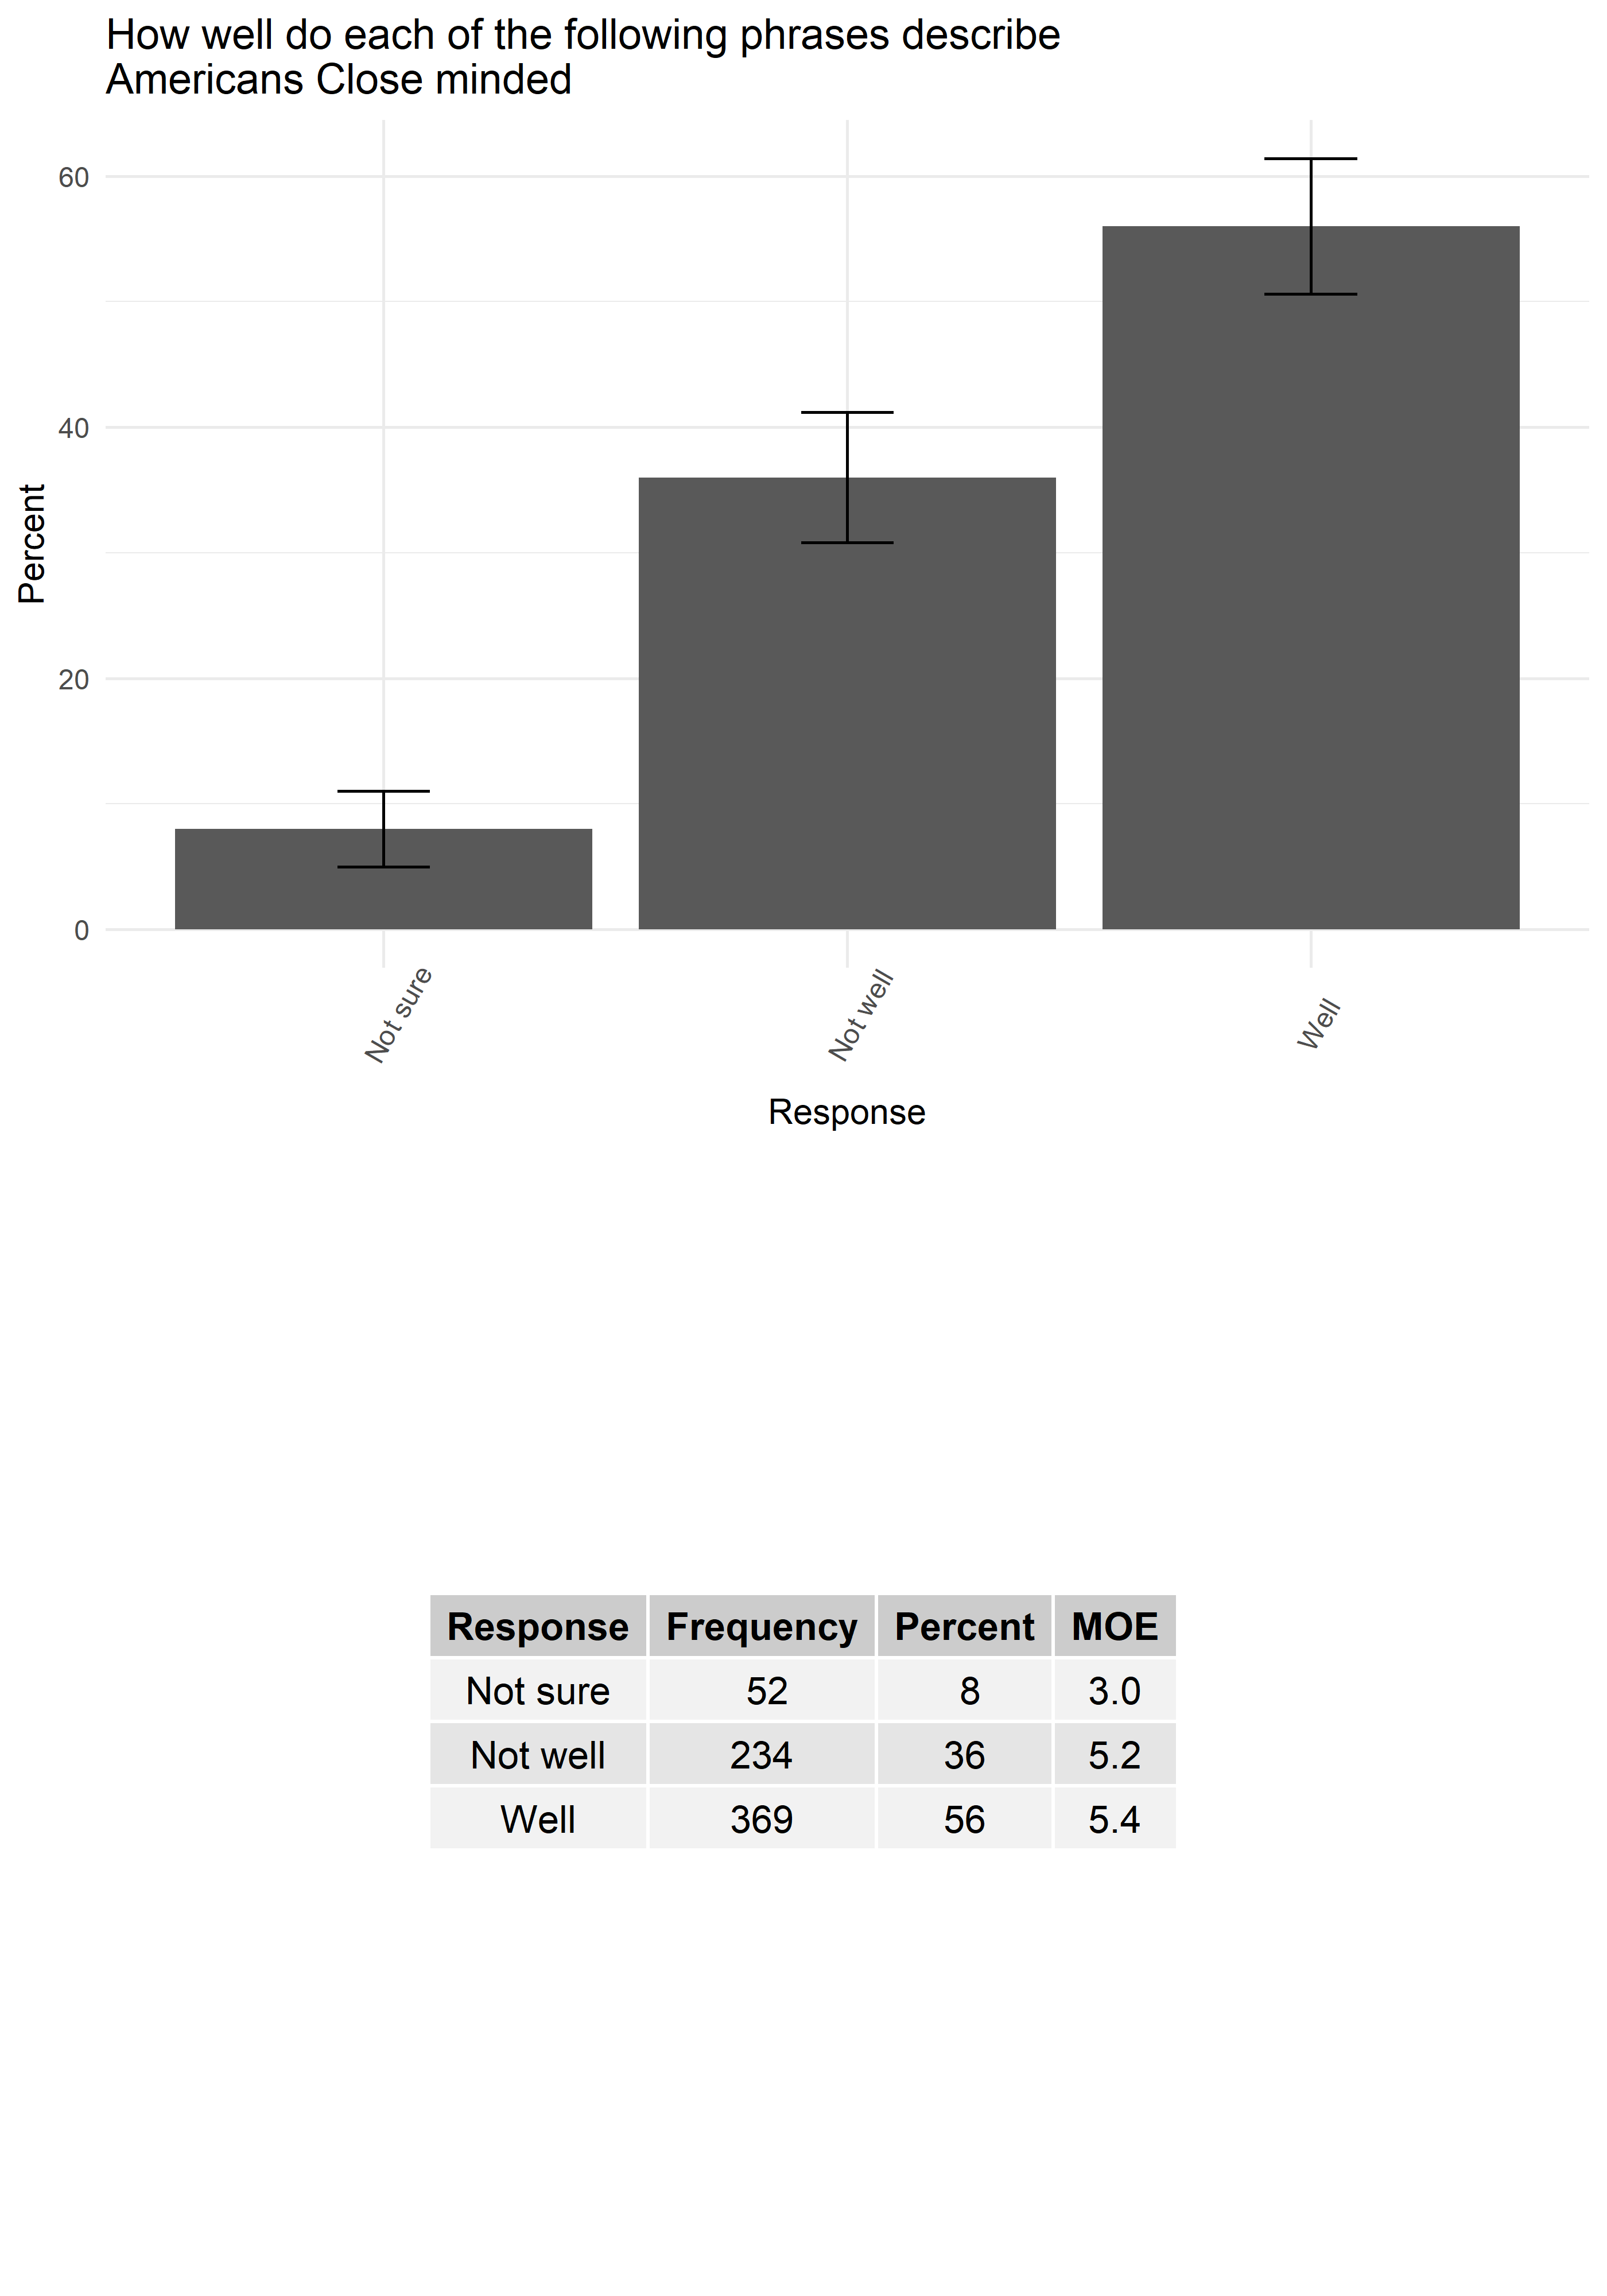 How well do each of the following phrases describe
Americans Close minded
Percent
60
40
20
0
Not sure
Not well
Well
Response
Response Frequency Percent MOE
Not sure 52 8 3.0
Not well 234 36 5.2
Well 369 56 5.4